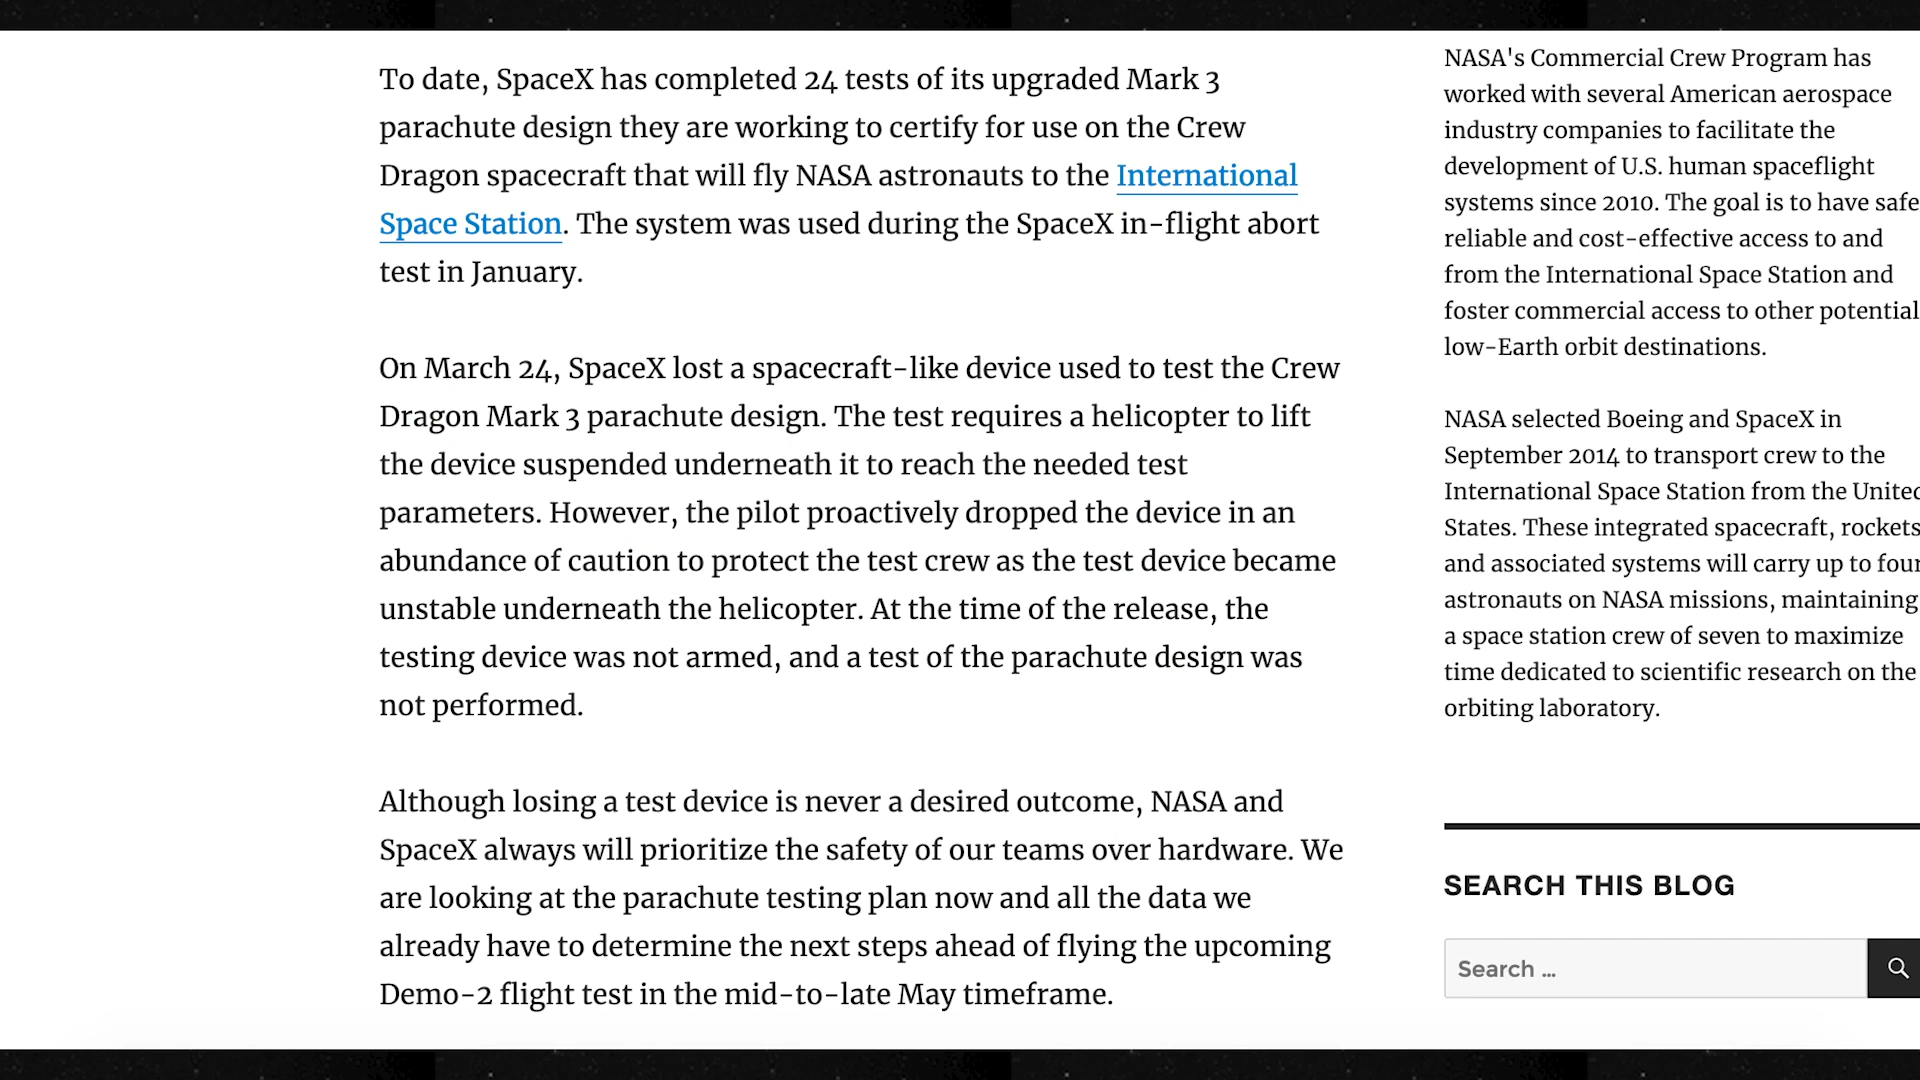 To date, SpaceX has completed 24 tests of its upgraded Mark 3
parachute design they are working to certify for use on the Crew
Dragon spacecraft that will fly NASA astronauts to the International
Space Station. The system was used during the SpaceX in-flight abort
test in January.
On March 24, SpaceX lost a spacecraft-like device used to test the Crew
Dragon Mark 3 parachute design. The test requires a helicopter to lift
the device suspended underneath it to reach the needed test
parameters. However, the pilot proactively dropped the device in an
abundance of caution to protect the test crew as the test device became
unstable underneath the helicopter. At the time of the release, the
testing device was not armed, and a test of the parachute design was
not performed.
Although losing a test device is never a desired outcome, NASA and
SpaceX always will prioritize the safety of our teams over hardware. We
are looking at the parachute testing plan now and all the data we
already have to determine the next steps ahead of flying the upcoming
Demo-2 flight test in the mid-to-late May timeframe.
NASA's Commercial Crew Program has
worked with several American aerospace
industry companies to facilitate the
development of U.S. human spaceflight
systems since 2010. The goal is to have safe
reliable and cost-effective access to and
from the International Space Station and
foster commercial access to other potential
low-Earth orbit destinations.
NASA selected Boeing and SpaceX in
September 2014 to transport crew to the
International Space Station from the United
States. These integrated spacecraft, rockets
and associated systems will carry up to four
astronauts on NASA missions, maintaining
a space station crew of seven to maximize
time dedicated to scientific research on the
orbiting laboratory.
SEARCH THIS BLOG
Search …